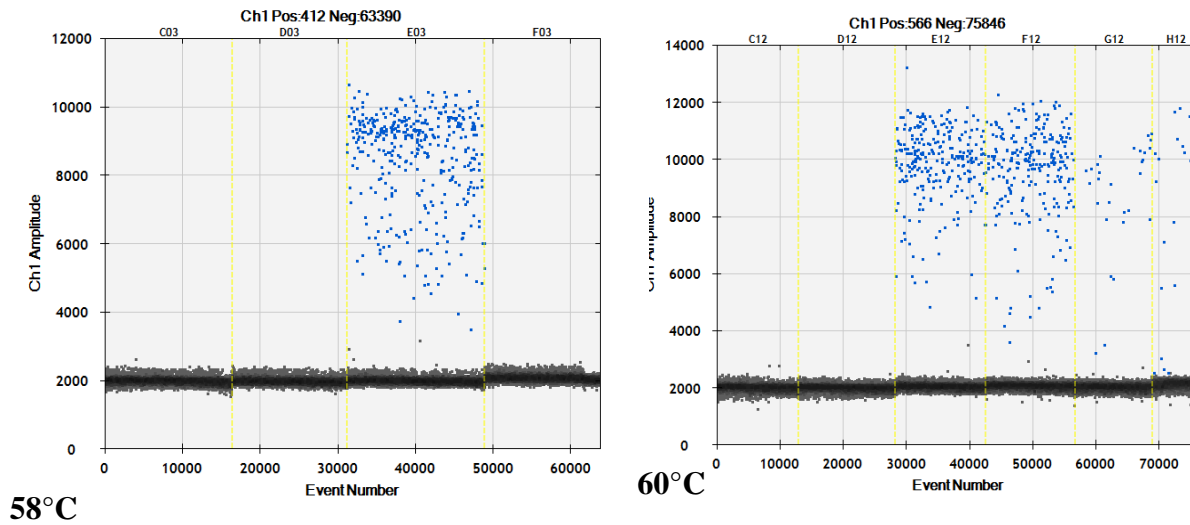 Ch1 Pos:412 Neg:63390
C03 D03 E03 F03
12000
10000
8000
6000
4000
2000
0
Ch1 Amplitude
0 10000 20000 30000 40000 50000 60000
Event Number
58°C
Ch1 Pos:566 Neg:75846
C12 D12 E12 F12 G12 H12
14000
12000
10000
8000
6000
4000
2000
0
Ch1 Amplitude
0 10000 20000 30000 40000 50000 60000 70000
Event Number
60°C